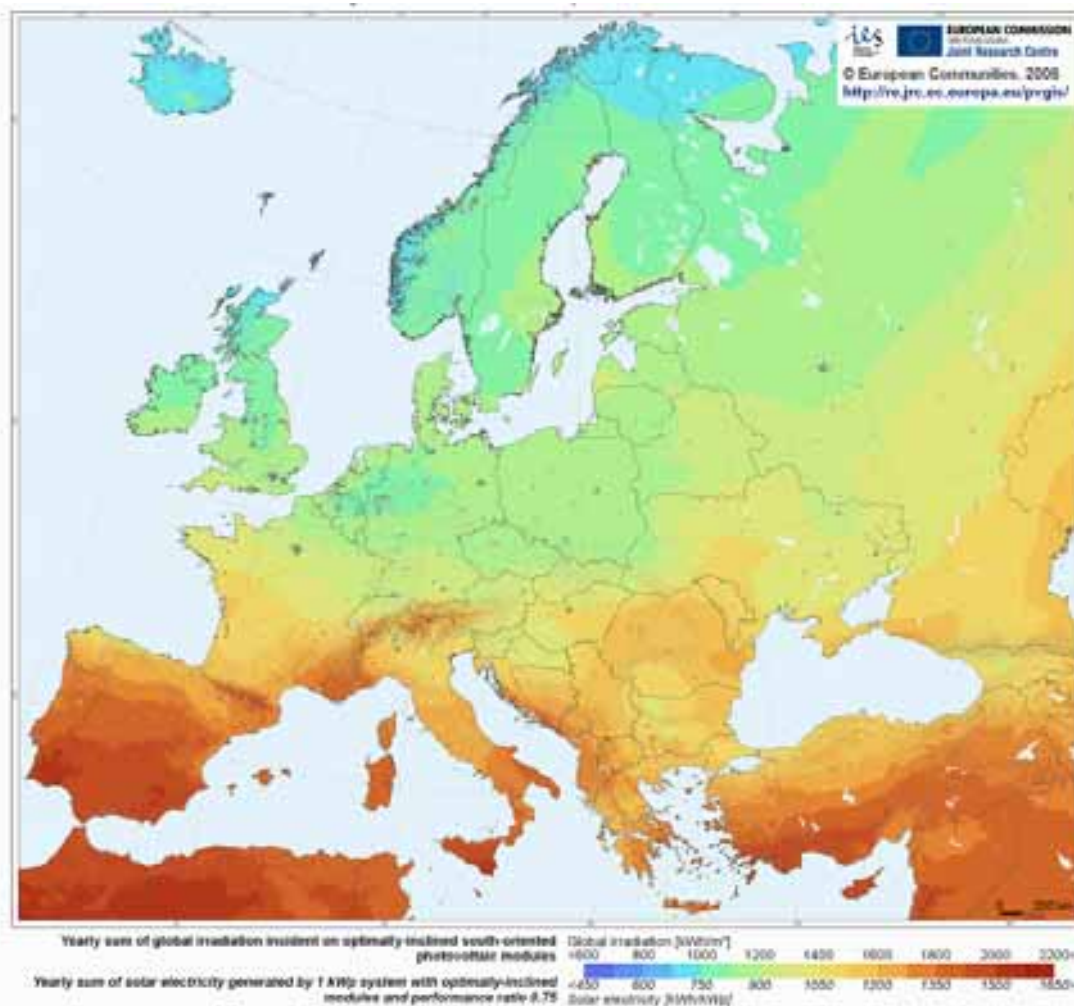 EUROPEAN COMMISSION
Joint Research Centre
© European Communities, 2006
http://re.jrc.ec.europa.eu/pvgis/
Yearly sum of global irradiation incident on optimally-inclined south-oriented
photovoltaic modules
Global irradiation [kWh/m²]
<600 800 1000 1200 1400 1600 1800 2000 2200>
Yearly sum of solar electricity generated by 1 kWp system with optimally-inclined
modules and performance ratio 0.75
<450 600 750 900 1050 1200 1350 1500 1650>
Solar electricity [kWh/kWp]